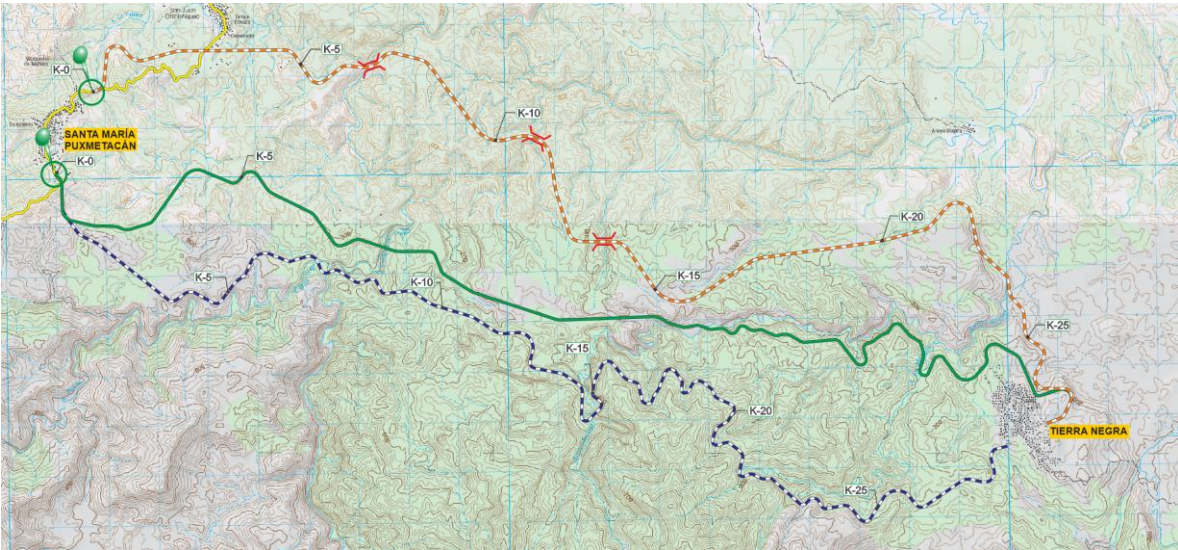 K-5
K-0
K-10
SANTA MARÍA
PUXMETACÁN
K-0
K-5
K-20
K-5
K-15
K-10
K-25
K-15
K-20
TIERRA NEGRA
K-25